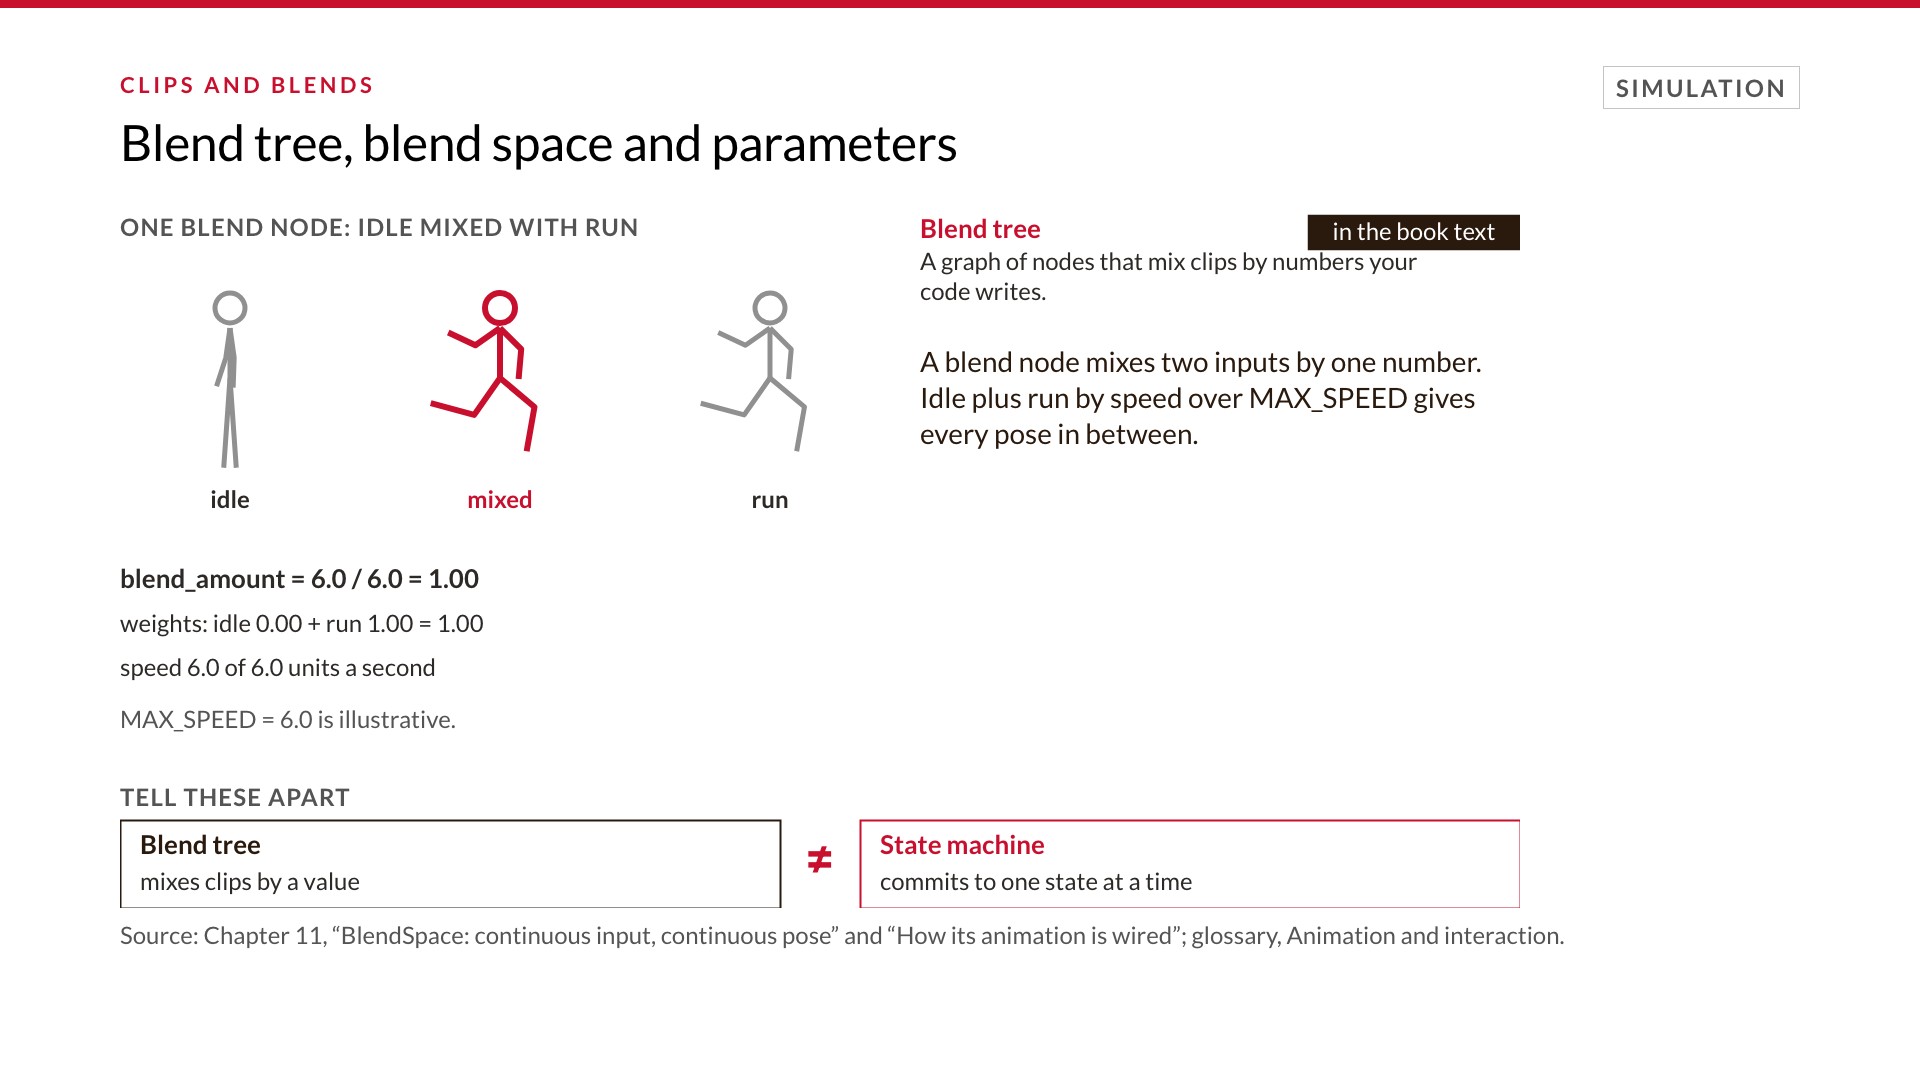 CLIPS AND BLENDS
SIMULATION
Blend tree, blend space and parameters
ONE BLEND NODE: IDLE MIXED WITH RUN
idle
mixed
run
blend_amount = 6.0 / 6.0 = 1.00
weights: idle 0.00 + run 1.00 = 1.00
speed 6.0 of 6.0 units a second
MAX_SPEED = 6.0 is illustrative.
Blend tree
in the book text
A graph of nodes that mix clips by numbers your
code writes.
A blend node mixes two inputs by one number.
Idle plus run by speed over MAX_SPEED gives
every pose in between.
TELL THESE APART
Blend tree
mixes clips by a value
≠
State machine
commits to one state at a time
Source: Chapter 11, “BlendSpace: continuous input, continuous pose” and “How its animation is wired”; glossary, Animation and interaction.